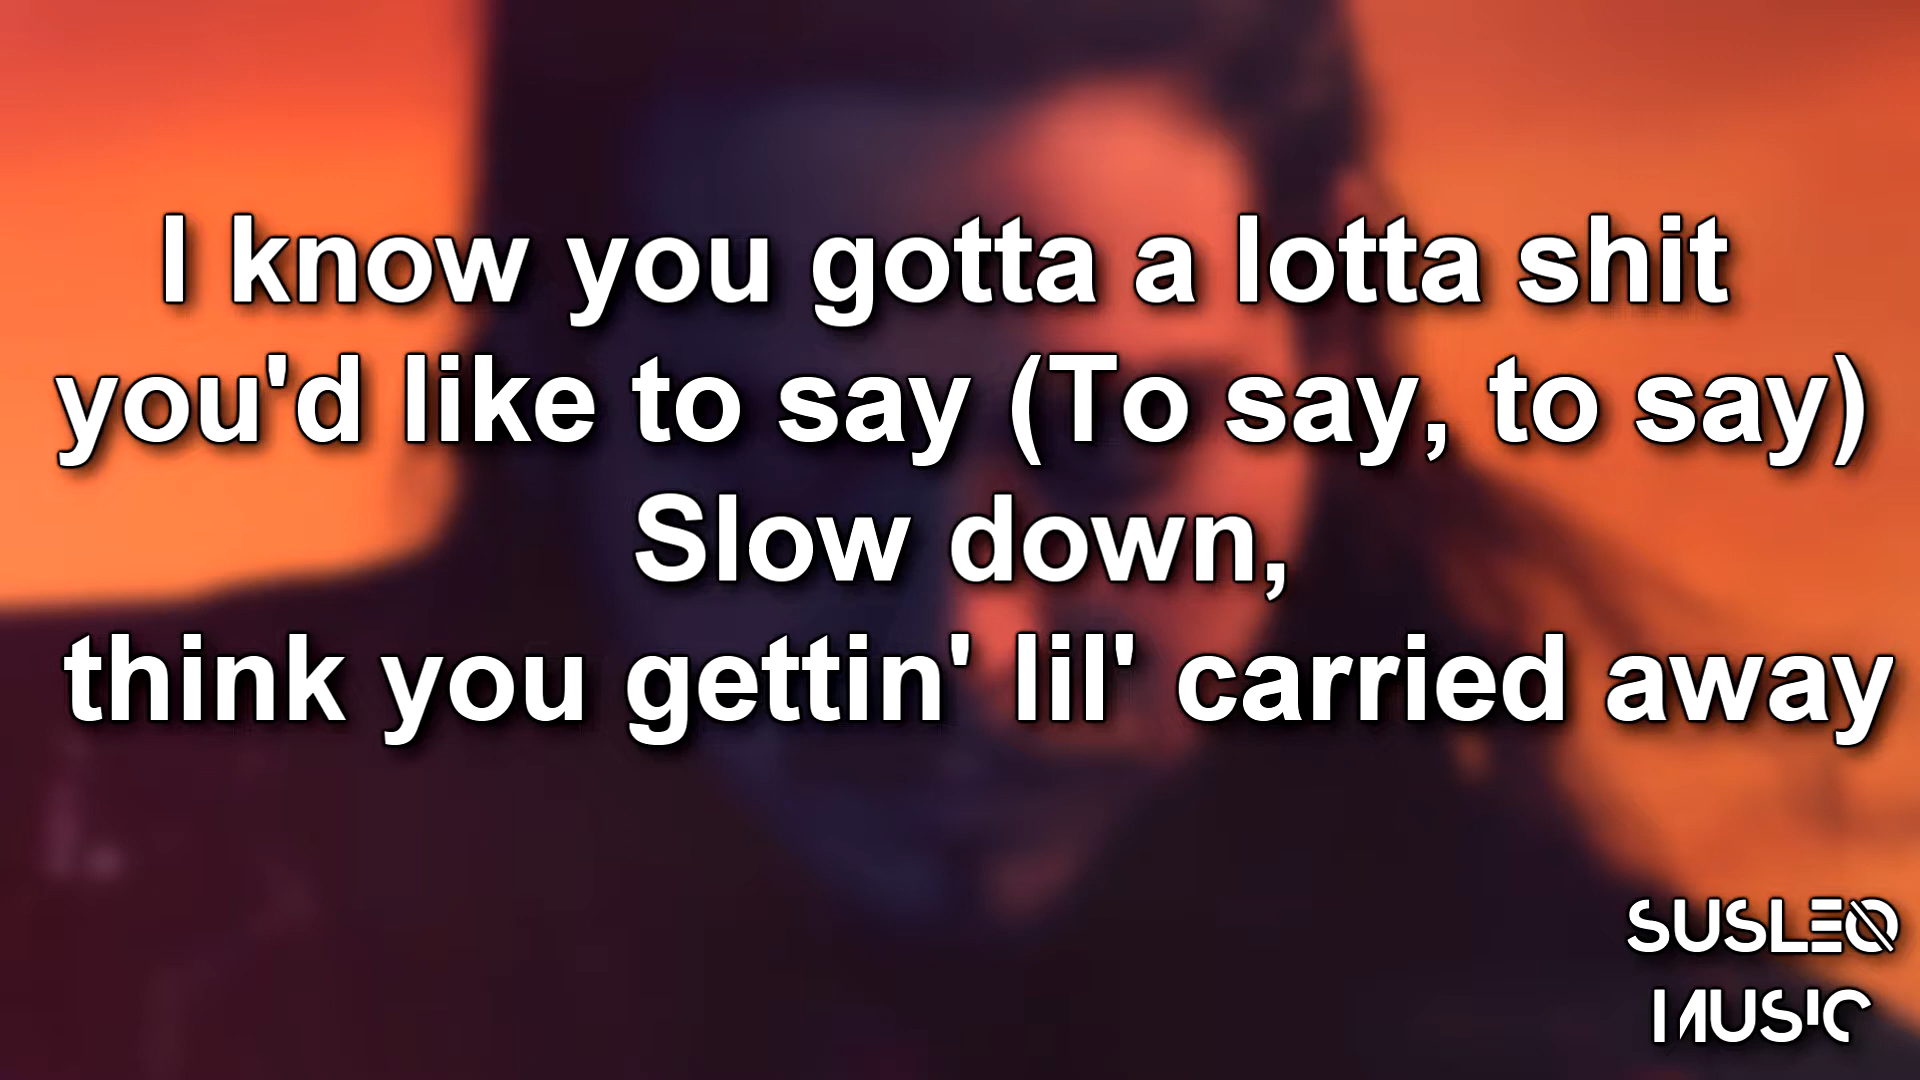 I know you gotta a lotta shit
you'd like to say (To say, to say)
Slow down,
think you gettin' lil' carried away
SUSLEO
MUSIC